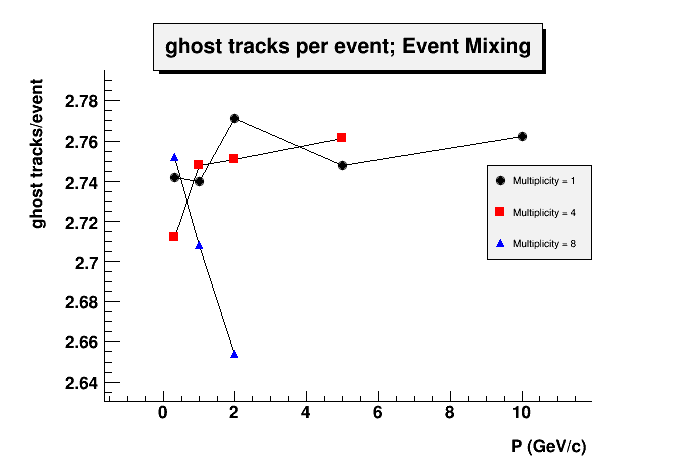 ghost tracks per event; Event Mixing
ghost tracks/event
2.78
2.76
2.74
2.72
2.7
2.68
2.66
2.64
Multiplicity = 1
Multiplicity = 4
Multiplicity = 8
0 2 4 6 8 10
P (GeV/c)